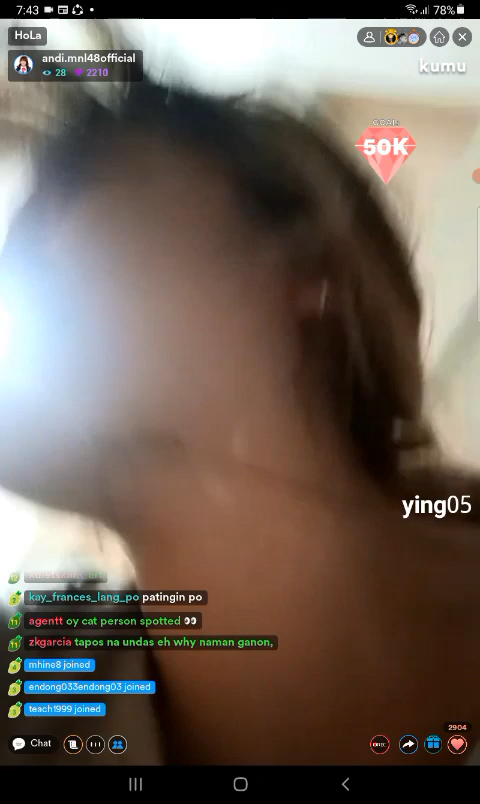 7:43
78%
HoLa
andi.mnl48official
28 2210
kumu
GOAL!
50K
ying05
kay_frances_lang_po patingin po
agentt oy cat person spotted 👀
zkgarcia tapos na undas eh why naman ganon,
mhine8 joined
endong033endong03 joined
teach1999 joined
2904
Chat